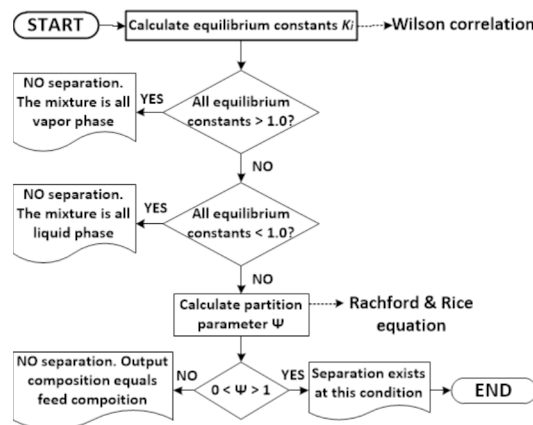 START
Calculate equilibrium constants Ki
Wilson correlation
NO separation.
The mixture is all
vapor phase
YES
All equilibrium
constants > 1.0?
NO
NO separation.
The mixture is all
liquid phase
YES
All equilibrium
constants < 1.0?
NO
Calculate partition
parameter Ψ
Rachford & Rice
equation
NO separation. Output
composition equals
feed compoition
NO
0 < Ψ > 1
YES
Separation exists
at this condition
END